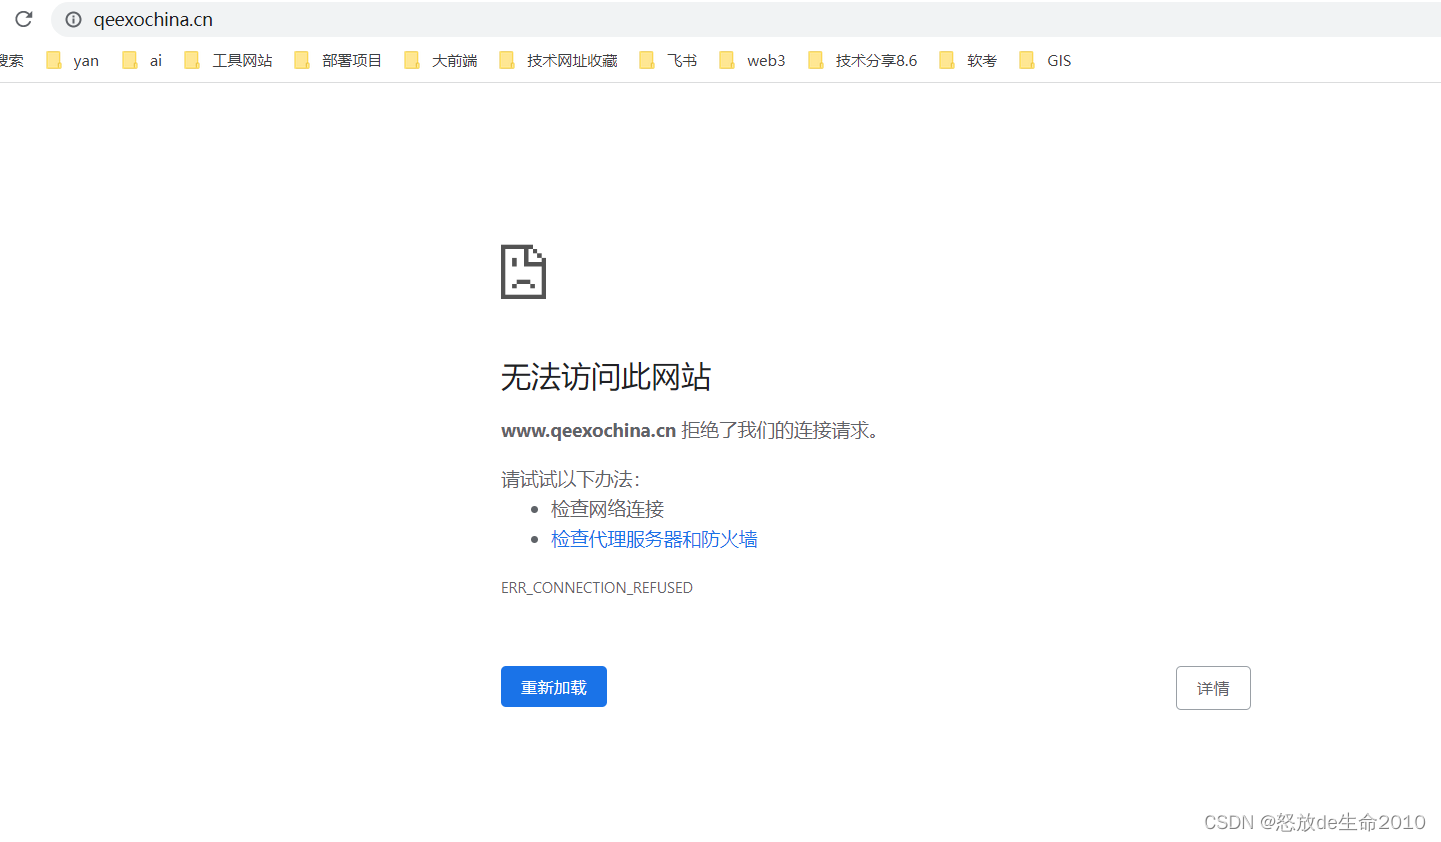 qeexochina.cn
搜索 yan ai 工具网站 部署项目 大前端 技术网址收藏 飞书 web3 技术分享8.6 软考 GIS
无法访问此网站
www.qeexochina.cn 拒绝了我们的连接请求。
请试试以下办法：
• 检查网络连接
• 检查代理服务器和防火墙
ERR_CONNECTION_REFUSED
重新加载 详情
CSDN @怒放de生命2010